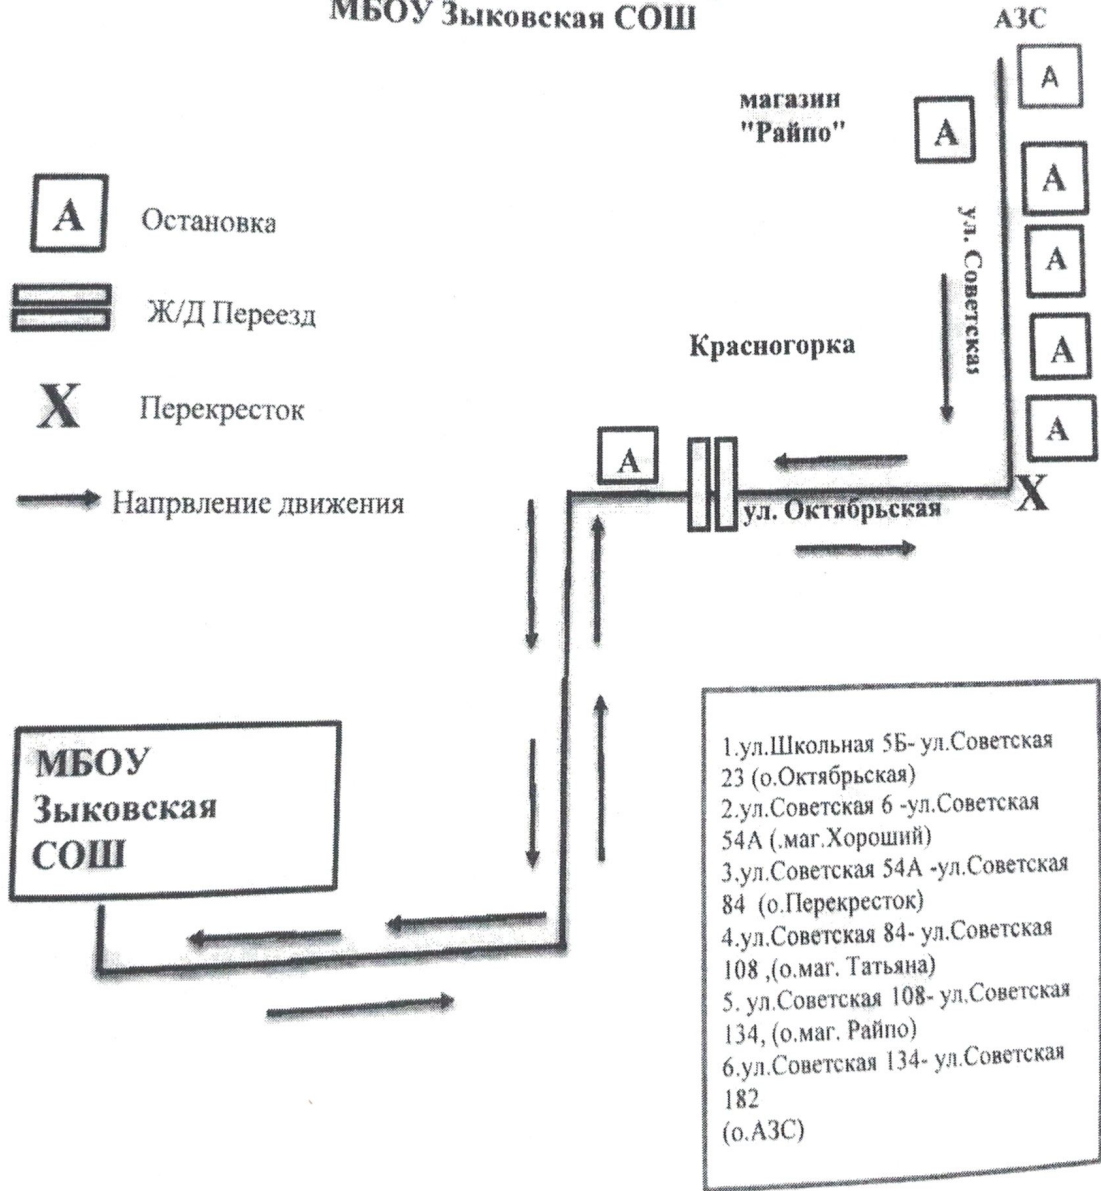 МБОУ Зыковская СОШ
АЗС
А
магазин
"Райпо"
А
А
А
Остановка
ул. Советская
А
Ж/Д Переезд
Красногорка
А
Х
Перекресток
А
А
Напрвление движения
ул. Октябрьская
Х
МБОУ
Зыковская
СОШ
1.ул.Школьная 5Б- ул.Советская
23 (о.Октябрьская)
2.ул.Советская 6 -ул.Советская
54А (.маг.Хороший)
3.ул.Советская 54А -ул.Советская
84 (о.Перекресток)
4.ул.Советская 84- ул.Советская
108 ,(о.маг. Татьяна)
5. ул.Советская 108- ул.Советская
134, (о.маг. Райпо)
6.ул.Советская 134- ул.Советская
182
(о.АЗС)